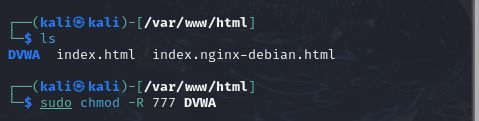 ┌──(kali㉿kali)-[/var/www/html]
└─$ ls
DVWA  index.html  index.nginx-debian.html
┌──(kali㉿kali)-[/var/www/html]
└─$ sudo chmod -R 777 DVWA